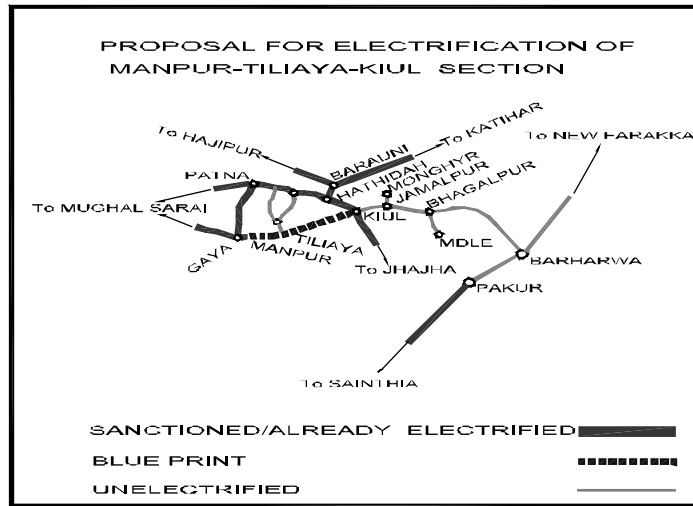 PROPOSAL FOR ELECTRIFICATION OF
MANPUR-TILIAYA-KIUL SECTION
To HAJIPUR
To KATIHAR
To NEW FARAKKA
BARAUNI
PATNA
HATHIDAH
MONGHYR
JAMALPUR
BHAGALPUR
To MUGHAL SARAI
KIUL
GAYA
MANPUR
TILIAYA
MDLE
To JHAJHA
BARHARWA
PAKUR
To SAINTHIA
SANCTIONED/ALREADY ELECTRIFIED
BLUE PRINT
UNELECTRIFIED